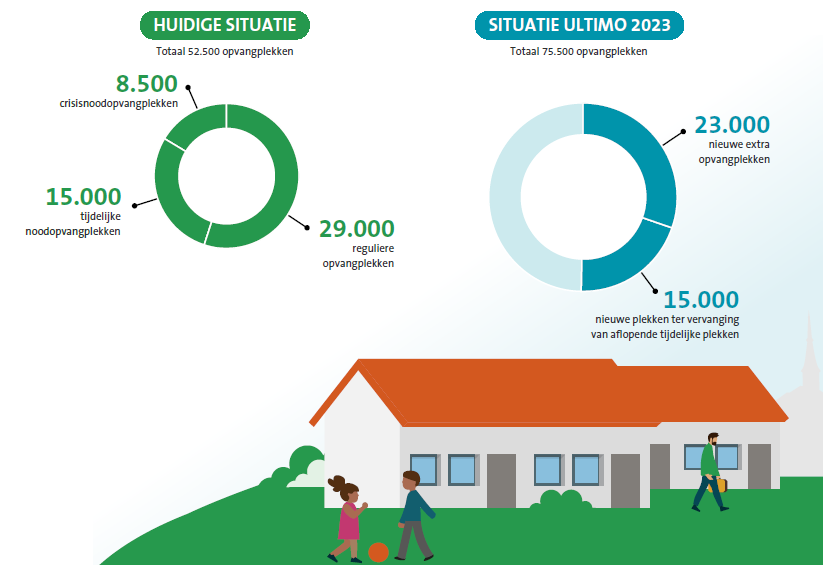 HUIDIGE SITUATIE
Totaal 52.500 opvangplekken
8.500
crisisnoodopvangplekken
15.000
tijdelijke
noodopvangplekken
29.000
reguliere
opvangplekken
SITUATIE ULTIMO 2023
Totaal 75.500 opvangplekken
23.000
nieuwe extra
opvangplekken
15.000
nieuwe plekken ter vervanging
van aflopende tijdelijke plekken